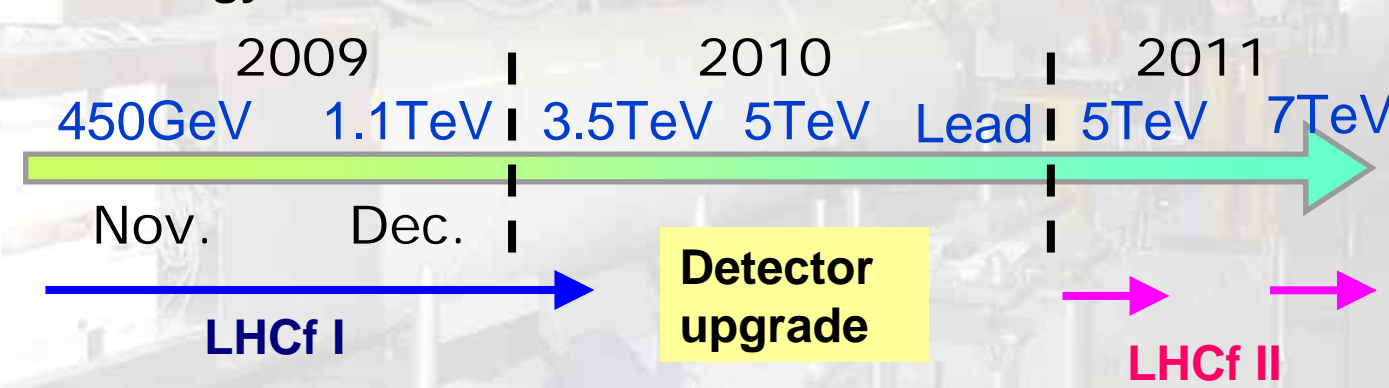 2009 2010 2011
450GeV 1.1TeV 3.5TeV 5TeV Lead 5TeV 7TeV
Nov. Dec.
Detector
upgrade
LHCf I
LHCf II